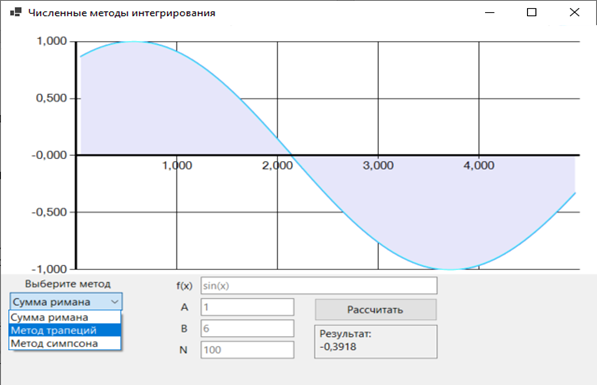 Численные методы интегрирования
1,000
0,500
-0,000
1,000 2,000 3,000 4,000
-0,500
-1,000
Выберите метод
Сумма римана
Сумма римана
Метод трапеций
Метод симпсона
f(x) sin(x)
A 1
B 6
N 100
Рассчитать
Результат:
-0,3918